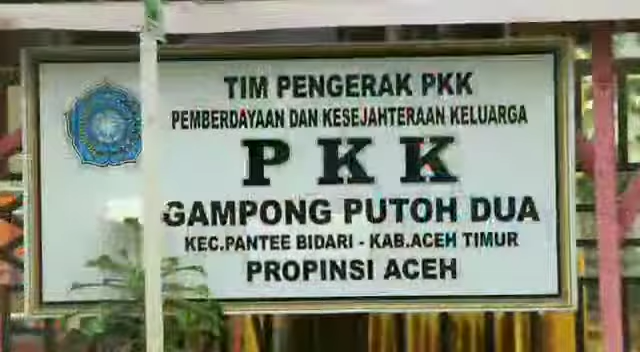 TIM PENGERAK PKK
PEMBERDAYAAN DAN KESEJAHTERAAN KELUARGA
PKK
GAMPONG PUTOH DUA
KEC.PANTEE BIDARI - KAB.ACEH TIMUR
PROPINSI ACEH